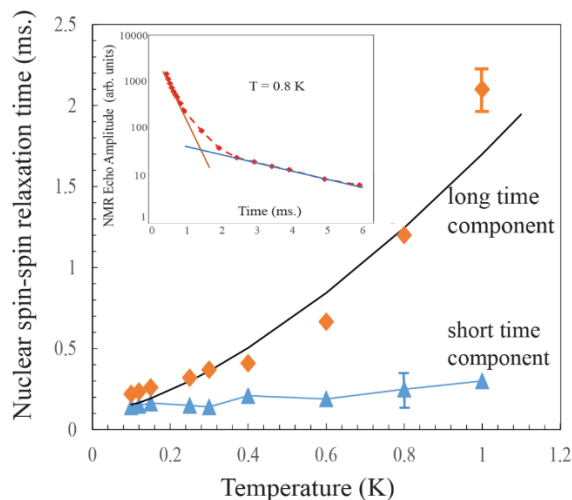 Nuclear spin-spin relaxation time (ms.)
2.5
2
1.5
1
0.5
0
0
0.2
0.4
0.6
0.8
1
1.2
Temperature (K)
NMR Echo Amplitude (arb. units)
10000
1000
100
10
1
0
1
2
3
4
5
6
Time (ms.)
T = 0.8 K
long time
component
short time
component